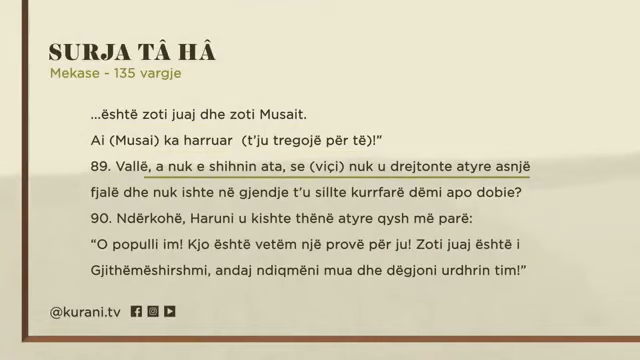 SURJA TÂ HÂ
Mekase - 135 vargje
...është zoti juaj dhe zoti Musait.
Ai (Musai) ka harruar (t'ju tregojë për të)!”
89. Vallë, a nuk e shihnin ata, se (viçi) nuk u drejtonte atyre asnjë
fjalë dhe nuk ishte në gjendje t'u sillte kurrfarë dëmi apo dobie?
90. Ndërkohë, Haruni u kishte thënë atyre qysh më parë:
“O populli im! Kjo është vetëm një provë për ju! Zoti juaj është i
Gjithëmëshirshmi, andaj ndiqmëni mua dhe dëgjoni urdhrin tim!”
@kurani.tv